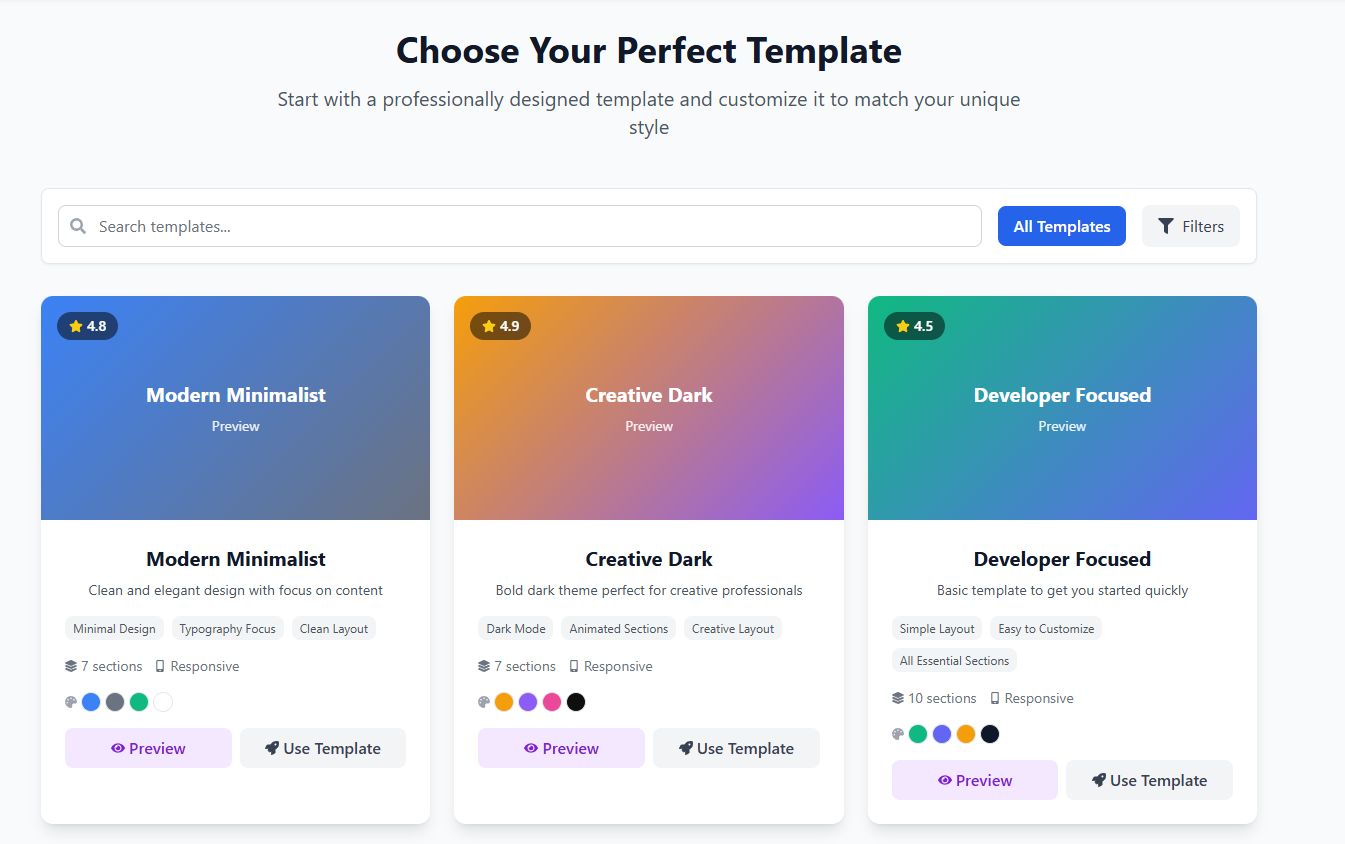 Choose Your Perfect Template
Start with a professionally designed template and customize it to match your unique
style
Search templates...
All Templates
Filters
4.8
Modern Minimalist
Preview
Modern Minimalist
Clean and elegant design with focus on content
Minimal Design Typography Focus Clean Layout
7 sections Responsive
Preview Use Template
4.9
Creative Dark
Preview
Creative Dark
Bold dark theme perfect for creative professionals
Dark Mode Animated Sections Creative Layout
7 sections Responsive
Preview Use Template
4.5
Developer Focused
Preview
Developer Focused
Basic template to get you started quickly
Simple Layout Easy to Customize
All Essential Sections
10 sections Responsive
Preview Use Template